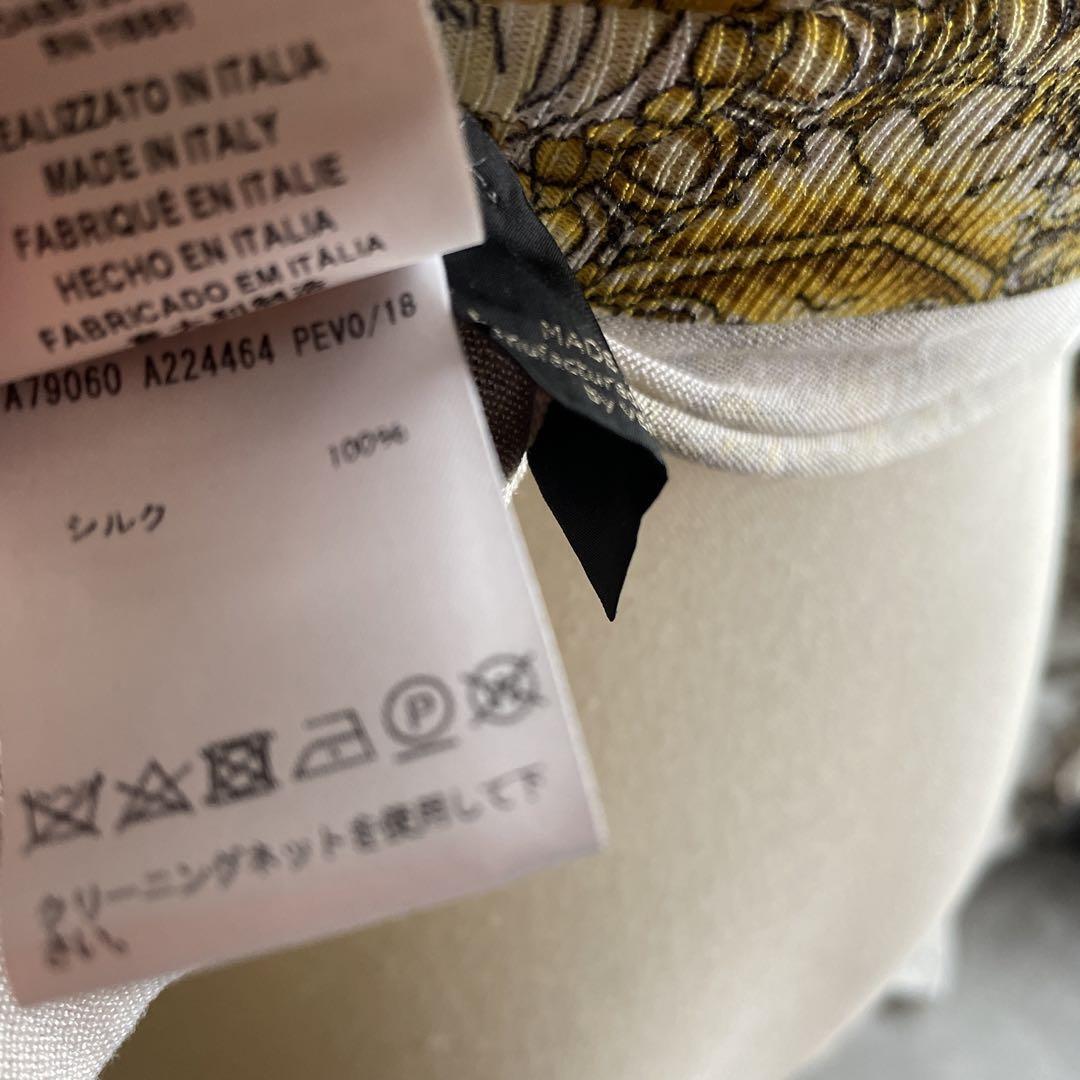 REALIZZATO IN ITALIA
MADE IN ITALY
FABRIQUÉ EN ITALIE
HECHO EN ITALIA
FABRICADO EM ITÁLIA
A79060 A224464 PEV0/18
100%
シルク
P
W
クリーニングネットを使用して下
さい
MADE
by